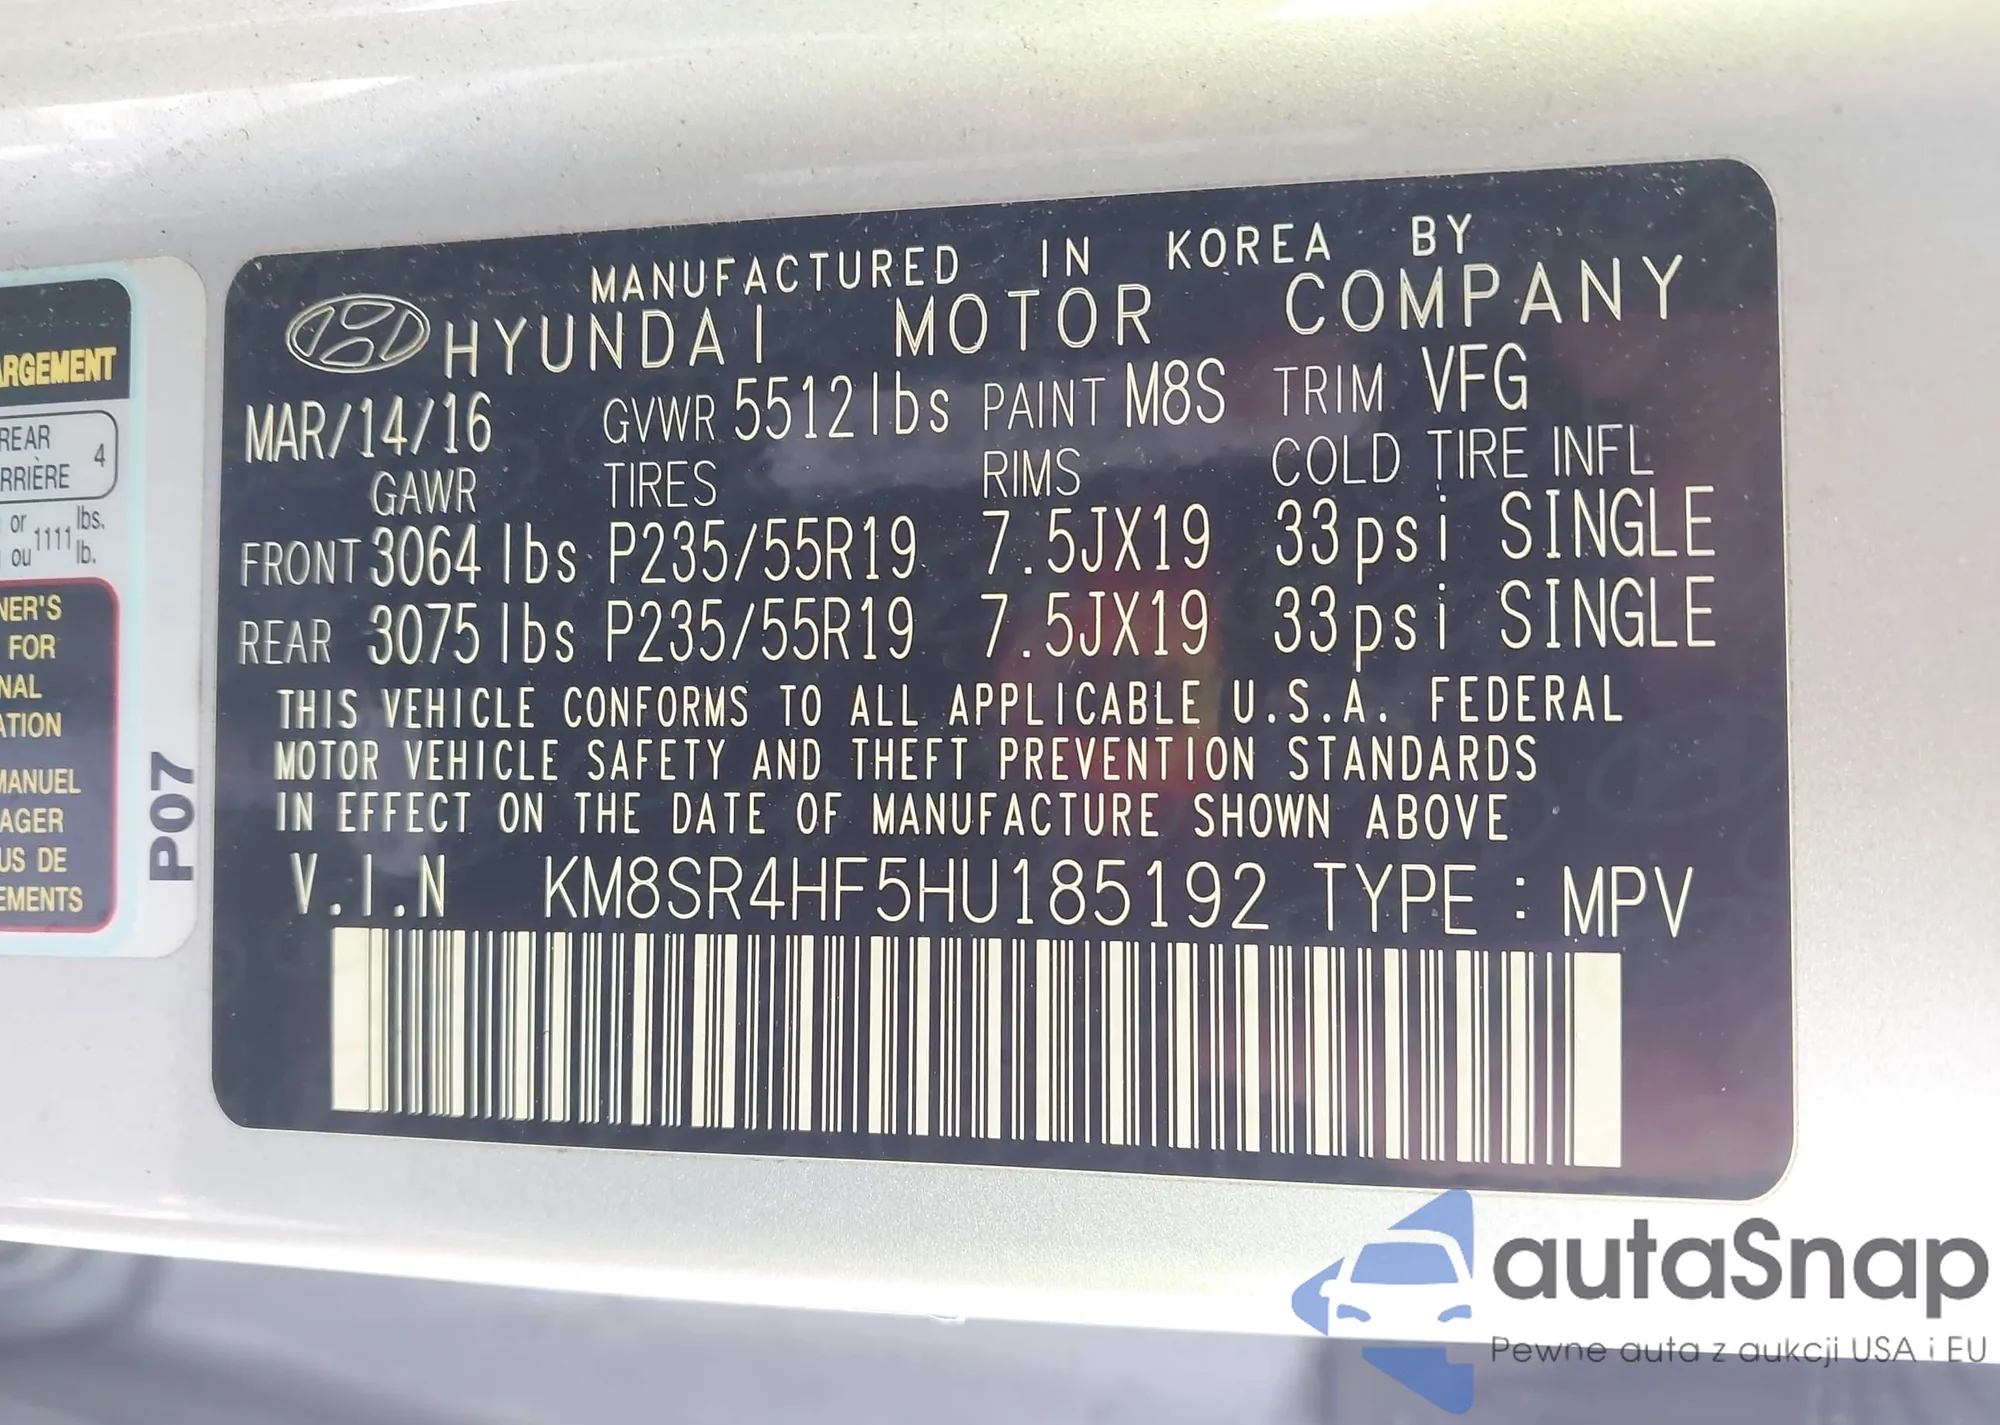 MANUFACTURED IN KOREA BY
HYUNDAI MOTOR COMPANY
MAR/14/16 GVWR 5512lbs PAINT M8S TRIM VFG
GAWR TIRES RIMS COLD TIRE INFL
FRONT 3064lbs P235/55R19 7.5JX19 33psi SINGLE
REAR 3075lbs P235/55R19 7.5JX19 33psi SINGLE
THIS VEHICLE CONFORMS TO ALL APPLICABLE U.S.A. FEDERAL
MOTOR VEHICLE SAFETY AND THEFT PREVENTION STANDARDS
IN EFFECT ON THE DATE OF MANUFACTURE SHOWN ABOVE
V.I.N KM8SR4HF5HU185192 TYPE : MPV
ARGEMENT
REAR
RRIÈRE 4
or 1111 lbs.
ou lb.
NER'S
FOR
NAL
ATION
MANUEL
AGER
US DE
EMENTS
P07
autaSnap
Pewne auta z aukcji USA i EU